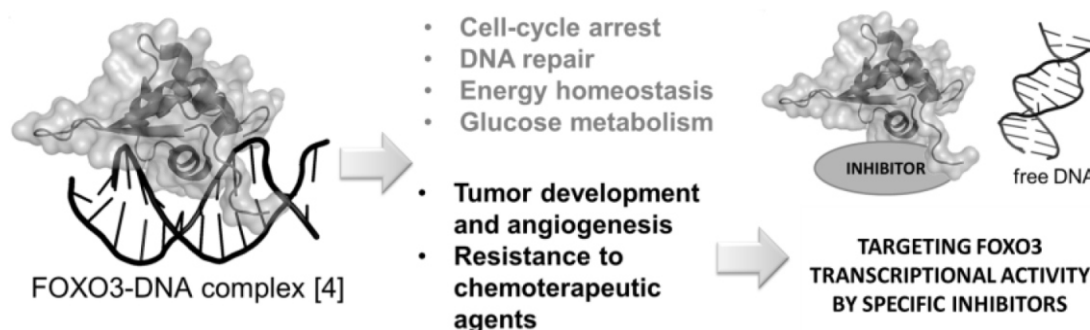 FOXO3-DNA complex [4]
• Cell-cycle arrest
• DNA repair
• Energy homeostasis
• Glucose metabolism
• Tumor development
and angiogenesis
• Resistance to
chemoterapeutic
agents
INHIBITOR
free DNA
TARGETING FOXO3
TRANSCRIPTIONAL ACTIVITY
BY SPECIFIC INHIBITORS